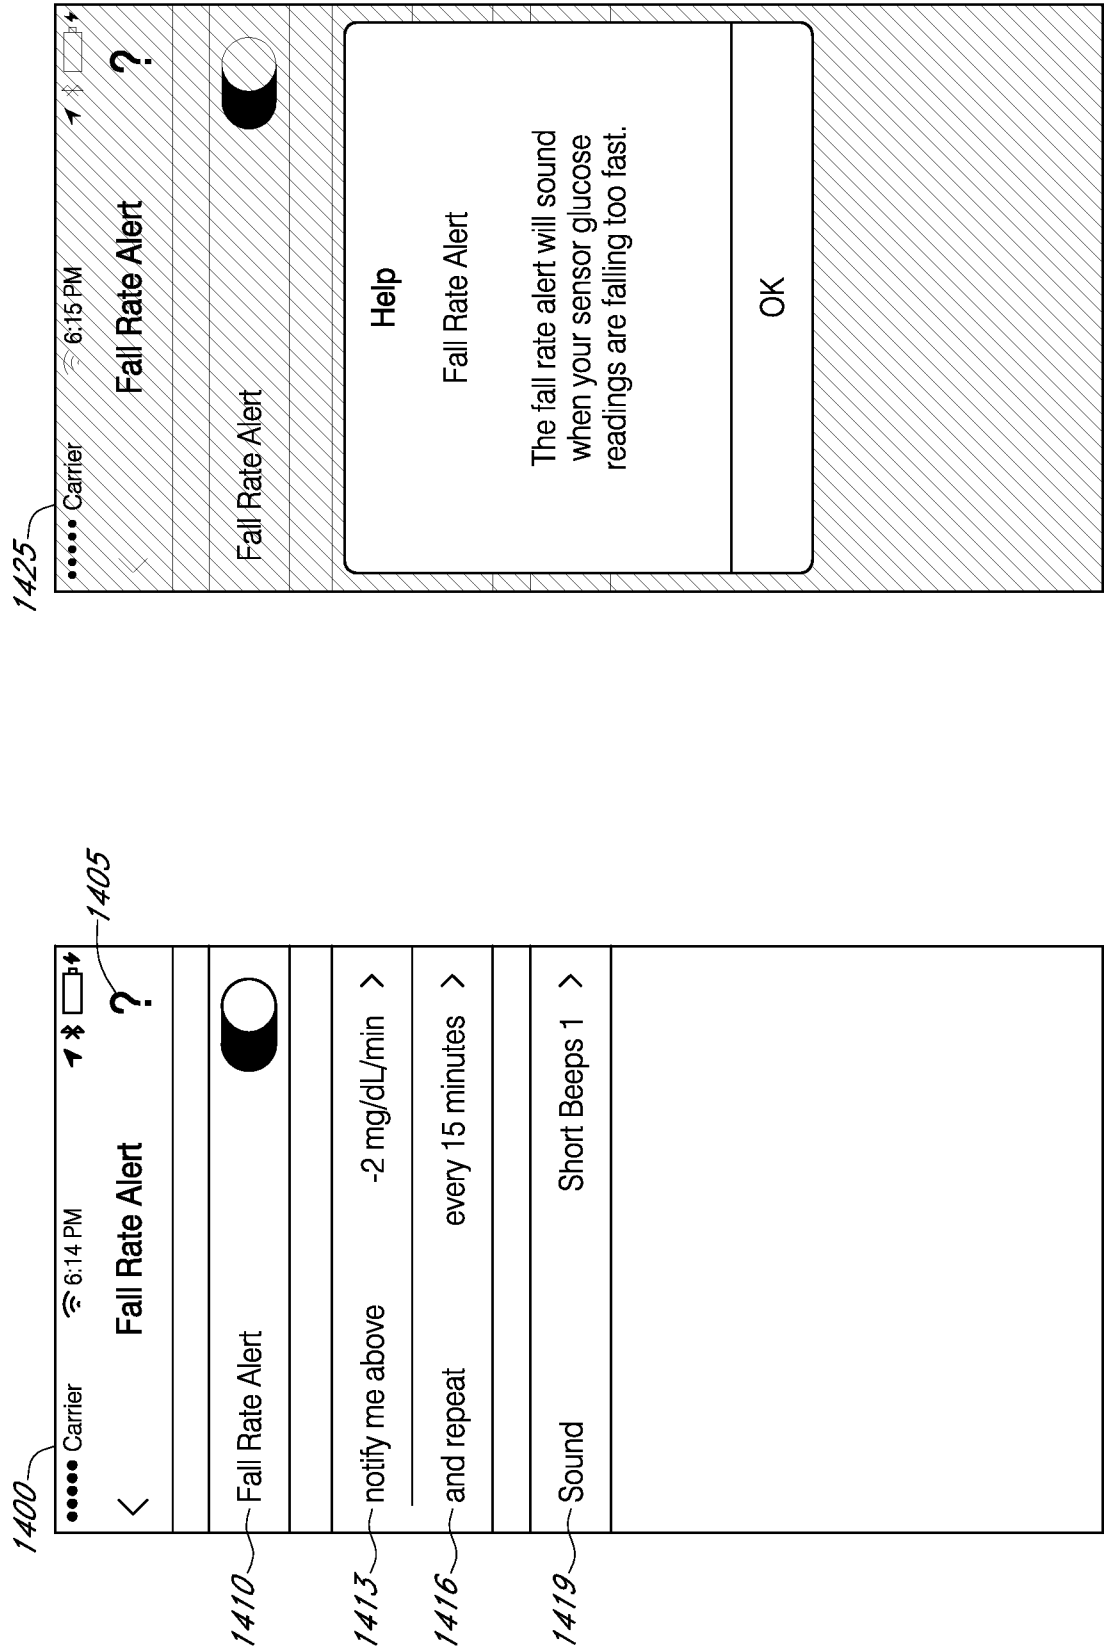 1400
Carrier
6:14 PM
Fall Rate Alert
?
1405
1410
Fall Rate Alert
1413
notify me above
-2 mg/dL/min >
1416
and repeat
every 15 minutes >
1419
Sound
Short Beeps 1 >
1425
Carrier
6:15 PM
Fall Rate Alert
?
Fall Rate Alert
Help
Fall Rate Alert
The fall rate alert will sound
when your sensor glucose
readings are falling too fast.
OK